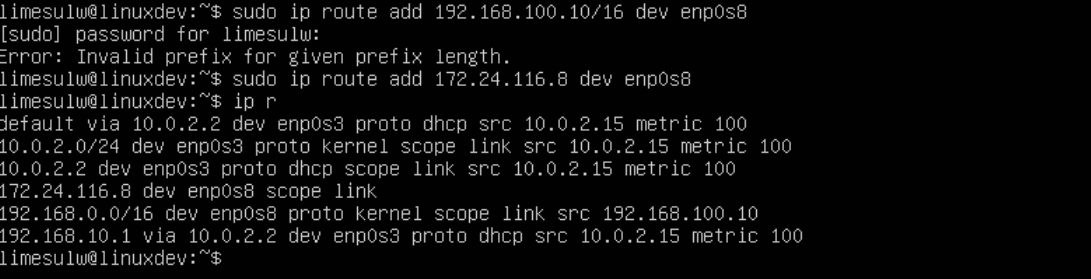 limesulw@linuxdev:~$ sudo ip route add 192.168.100.10/16 dev enp0s8
[sudo] password for limesulw:
Error: Invalid prefix for given prefix length.
limesulw@linuxdev:~$ sudo ip route add 172.24.116.8 dev enp0s8
limesulw@linuxdev:~$ ip r
default via 10.0.2.2 dev enp0s3 proto dhcp src 10.0.2.15 metric 100
10.0.2.0/24 dev enp0s3 proto kernel scope link src 10.0.2.15 metric 100
10.0.2.2 dev enp0s3 proto dhcp scope link src 10.0.2.15 metric 100
172.24.116.8 dev enp0s8 scope link
192.168.0.0/16 dev enp0s8 proto kernel scope link src 192.168.100.10
192.168.10.1 via 10.0.2.2 dev enp0s3 proto dhcp src 10.0.2.15 metric 100
limesulw@linuxdev:~$